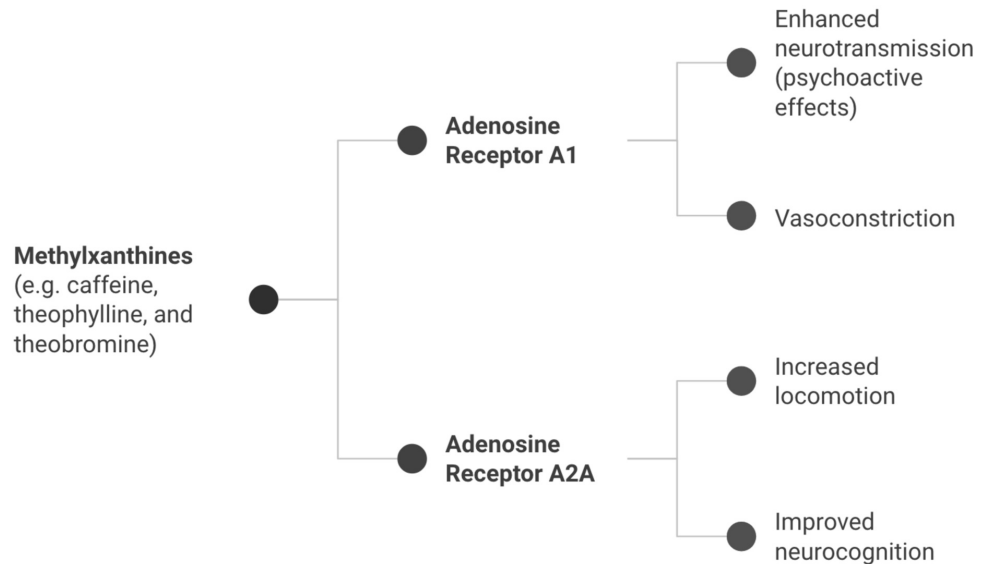 Methylxanthines
(e.g. caffeine,
theophylline, and
theobromine)
Adenosine
Receptor A1
Enhanced
neurotransmission
(psychoactive
effects)
Vasoconstriction
Adenosine
Receptor A2A
Increased
locomotion
Improved
neurocognition